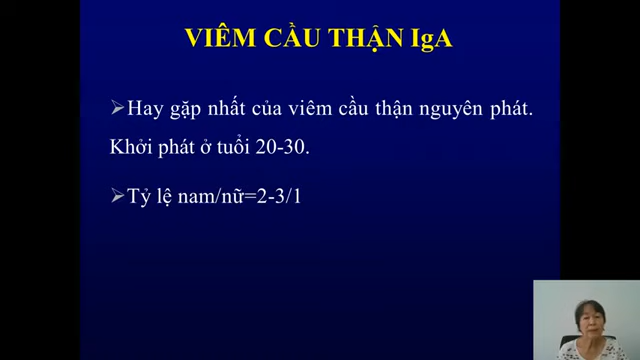 VIÊM CẦU THẬN IgA
➢Hay gặp nhất của viêm cầu thận nguyên phát.
Khởi phát ở tuổi 20-30.
➢Tỷ lệ nam/nữ=2-3/1